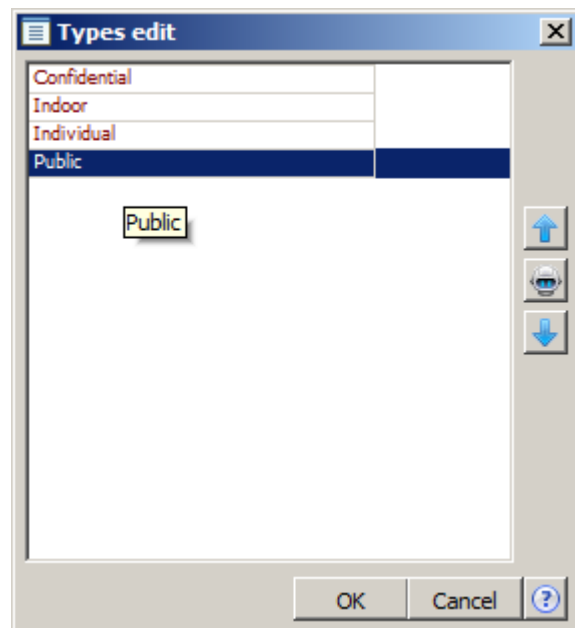 Types edit
Confidential
Indoor
Individual
Public
Public
OK Cancel ?